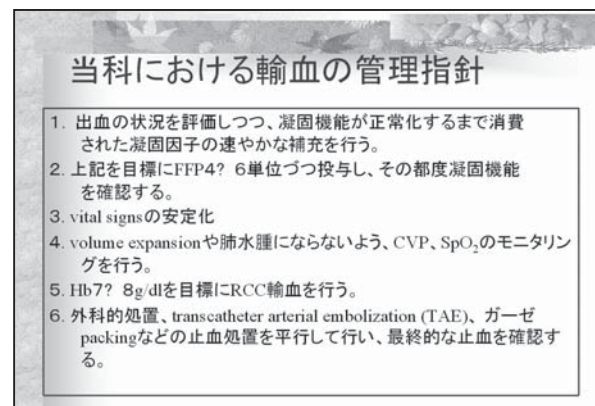 当科における輸血の管理指針
1. 出血の状況を評価しつつ、凝固機能が正常化するまで消費
された凝固因子の速やかな補充を行う。
2. 上記を目標にFFP4? 6単位づつ投与し、その都度凝固機能
を確認する。
3. vital signsの安定化
4. volume expansionや肺水腫にならないよう、CVP、SpO₂のモニタリン
グを行う。
5. Hb7? 8g/dlを目標にRCC輸血を行う。
6. 外科的処置、transcatheter arterial embolization (TAE)、ガーゼ
packingなどの止血処置を平行して行い、最終的な止血を確認す
る。